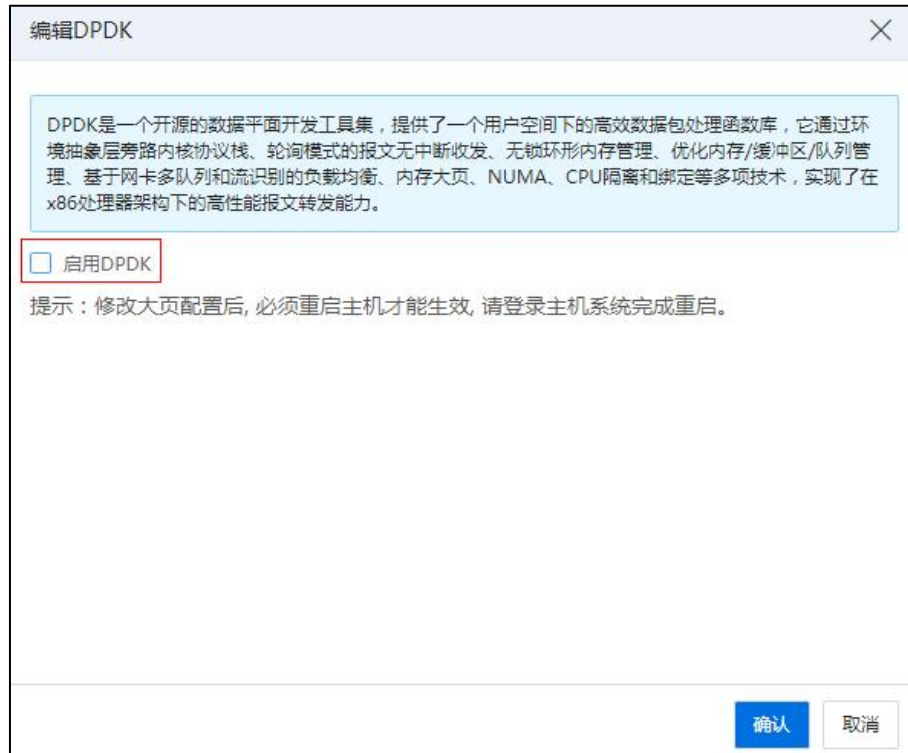 编辑DPDK
DPDK是一个开源的数据平面开发工具集，提供了一个用户空间下的高效数据包处理函数库，它通过环
境抽象层旁路内核协议栈、轮询模式的报文无中断收发、无锁环形内存管理、优化内存/缓冲区/队列管
理、基于网卡多队列和流识别的负载均衡、内存大页、NUMA、CPU隔离和绑定等多项技术，实现了在
x86处理器架构下的高性能报文转发能力。
启用DPDK
提示：修改大页配置后, 必须重启主机才能生效, 请登录主机系统完成重启。
确认
取消